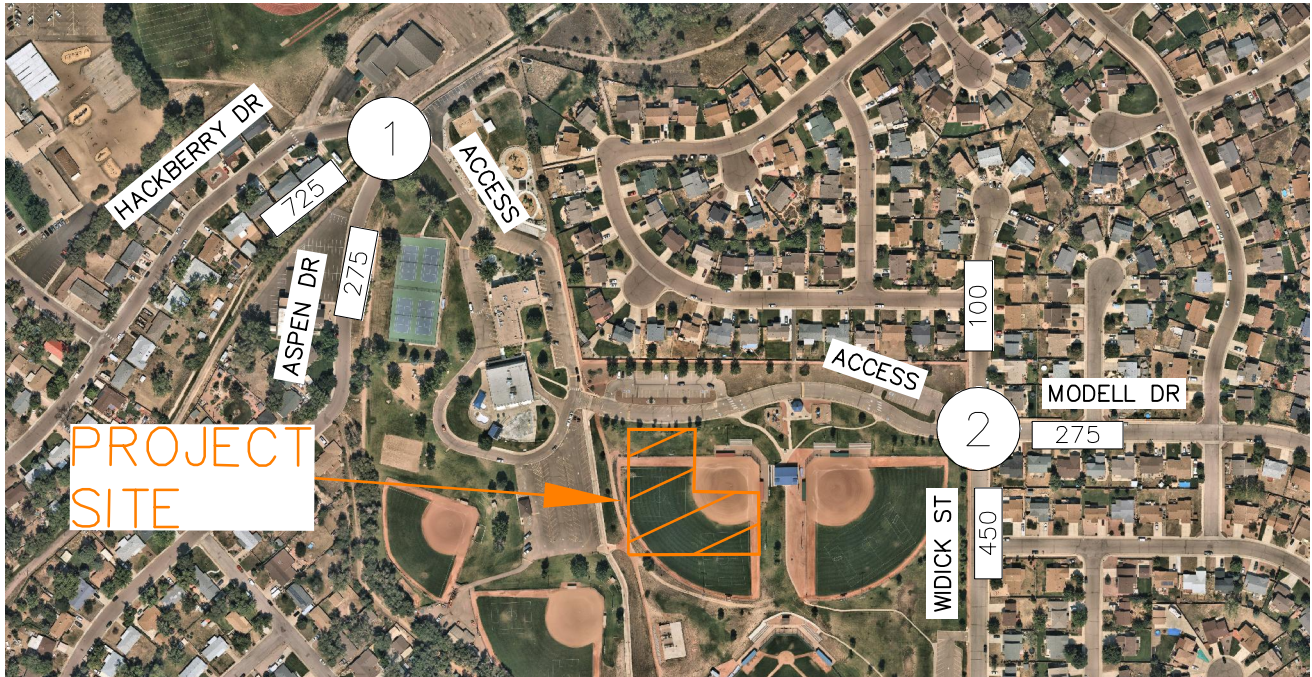 HACKBERRY DR
1
ACCESS
725
275
ASPEN DR
100
ACCESS
MODELL DR
2
275
PROJECT
SITE
WIDICK ST
450